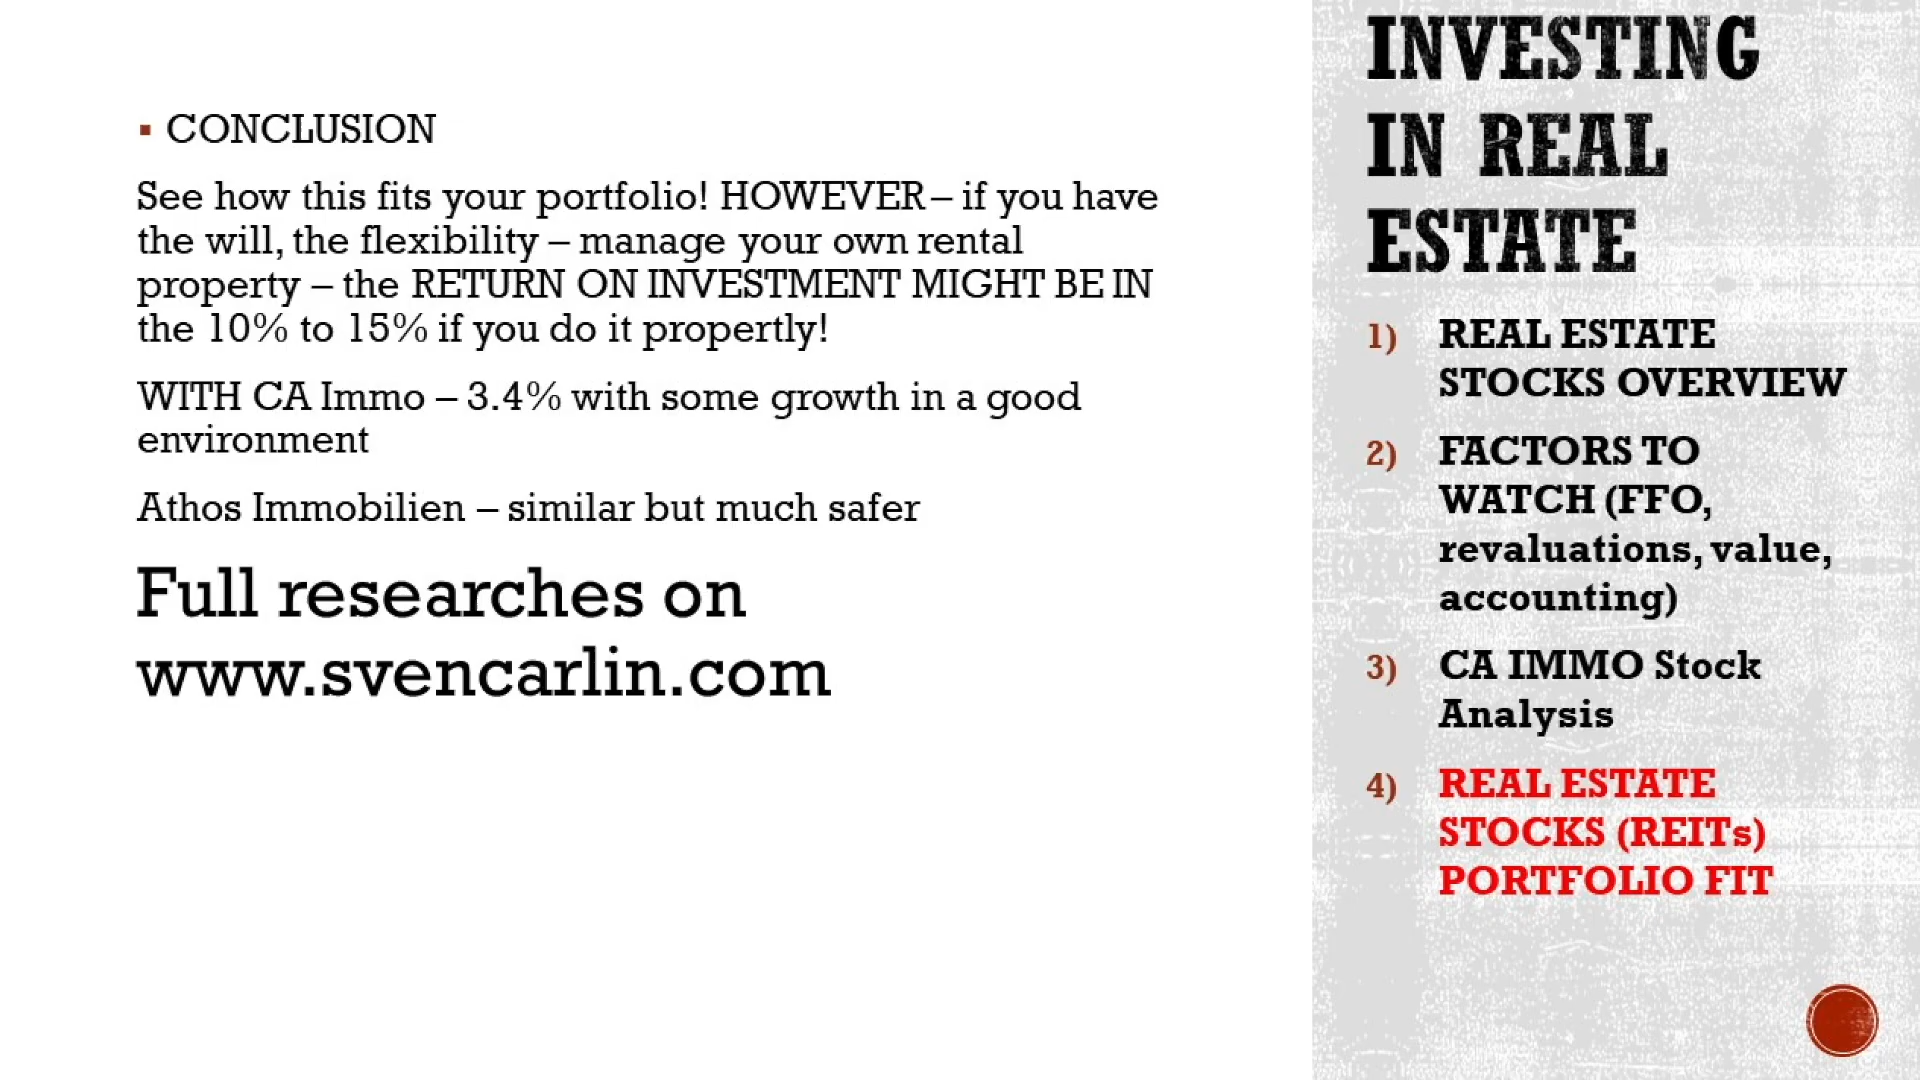 ▪ CONCLUSION
See how this fits your portfolio! HOWEVER – if you have
the will, the flexibility – manage your own rental
property – the RETURN ON INVESTMENT MIGHT BE IN
the 10% to 15% if you do it propertly!
WITH CA Immo – 3.4% with some growth in a good
environment
Athos Immobilien – similar but much safer
Full researches on
www.svencarlin.com
INVESTING
IN REAL
ESTATE
1) REAL ESTATE
STOCKS OVERVIEW
2) FACTORS TO
WATCH (FFO,
revaluations, value,
accounting)
3) CA IMMO Stock
Analysis
4) REAL ESTATE
STOCKS (REITs)
PORTFOLIO FIT